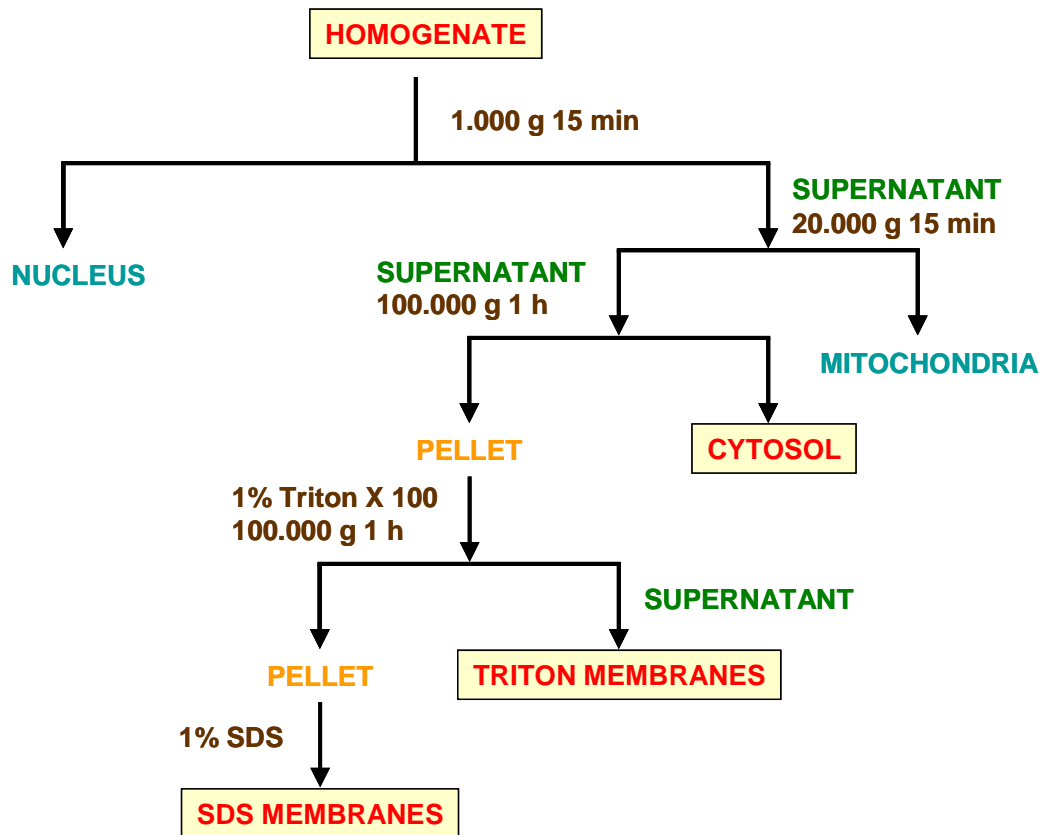 HOMOGENATE
1.000 g 15 min
SUPERNATANT
20.000 g 15 min
NUCLEUS
SUPERNATANT
100.000 g 1 h
MITOCHONDRIA
PELLET
CYTOSOL
1% Triton X 100
100.000 g 1 h
SUPERNATANT
PELLET
TRITON MEMBRANES
1% SDS
SDS MEMBRANES